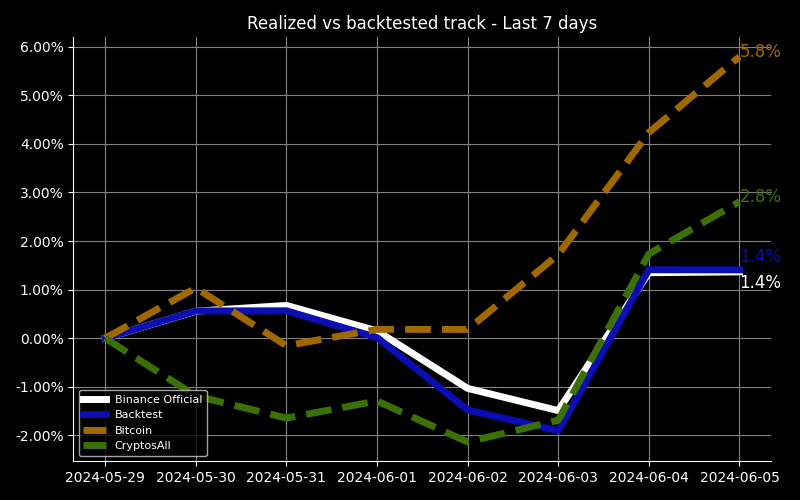 Realized vs backtested track - Last 7 days
6.00%
5.00%
4.00%
3.00%
2.00%
1.00%
0.00%
-1.00%
-2.00%
5.8%
2.8%
1.4%
1.4%
Binance Official
Backtest
Bitcoin
CryptosAll
2024-05-29 2024-05-30 2024-05-31 2024-06-01 2024-06-02 2024-06-03 2024-06-04 2024-06-05